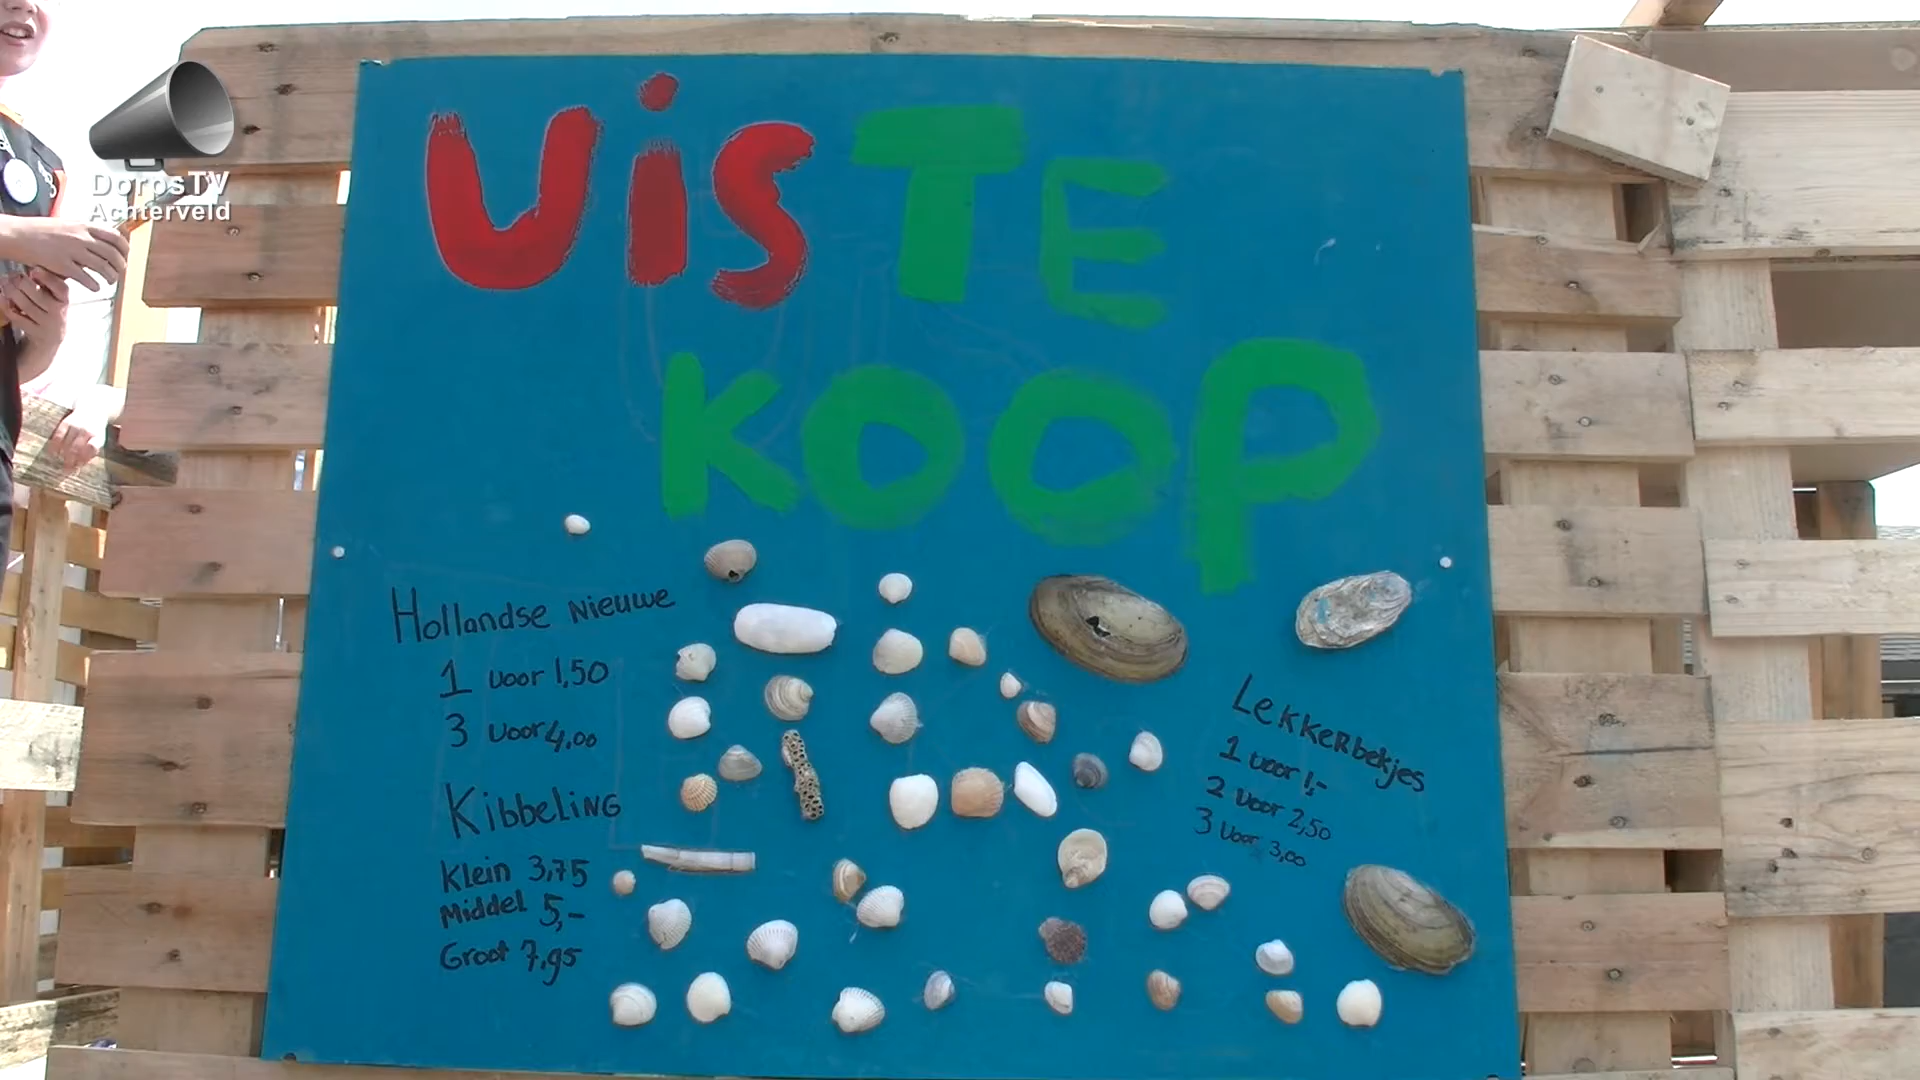 DorpsTV
Achterveld
Vis TE
KOOP
Hollandse Nieuwe
1 voor 1,50
3 voor 4,00
Kibbeling
Klein 3,75
Middel 5,-
Groot 7,95
Lekkerbekjes
1 voor 1,-
2 voor 2,50
3 voor 3,00